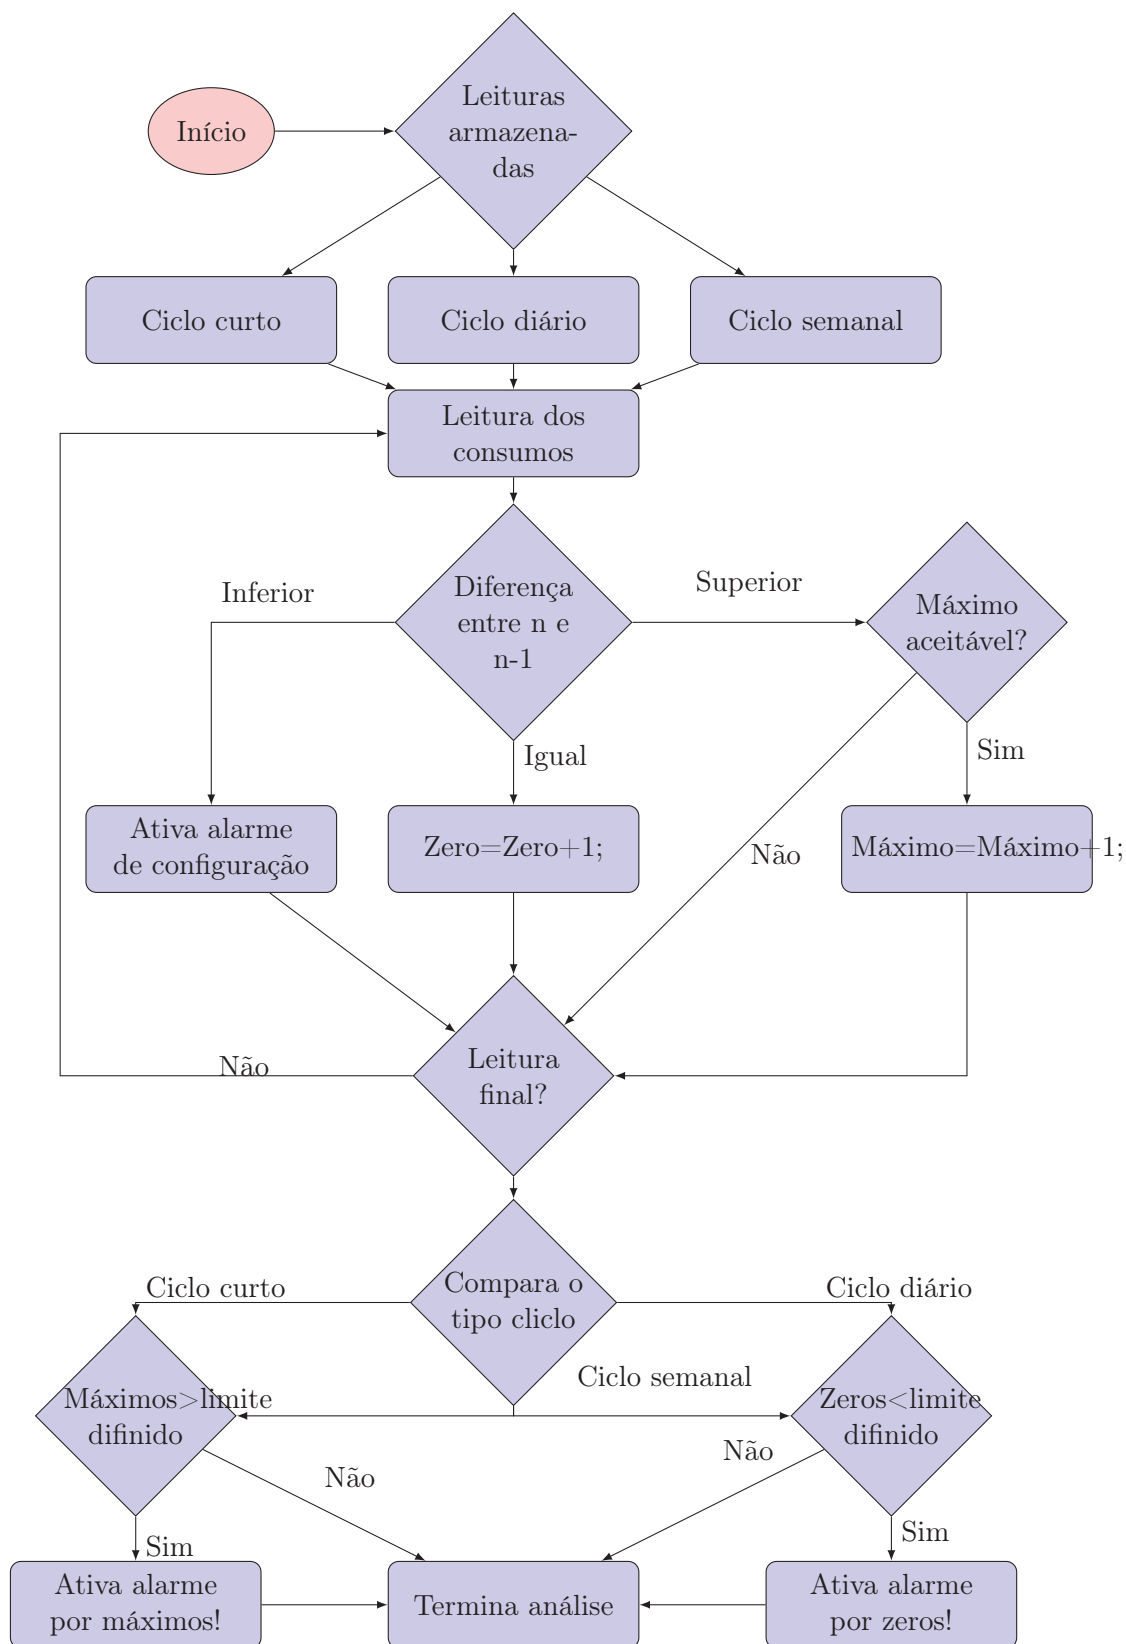 Leituras
armazena-
das
Início
Ciclo curto
Ciclo diário
Ciclo semanal
Leitura dos
consumos
Inferior
Diferença
entre n e
n-1
Superior
Máximo
aceitável?
Igual
Sim
Ativa alarme
de configuração
Zero=Zero+1;
Não
Máximo=Máximo+1;
Não
Leitura
final?
Ciclo curto
Compara o
tipo cliclo
Ciclo diário
Ciclo semanal
Máximos>limite
difinido
Zeros<limite
difinido
Não
Não
Sim
Sim
Ativa alarme
por máximos!
Termina análise
Ativa alarme
por zeros!